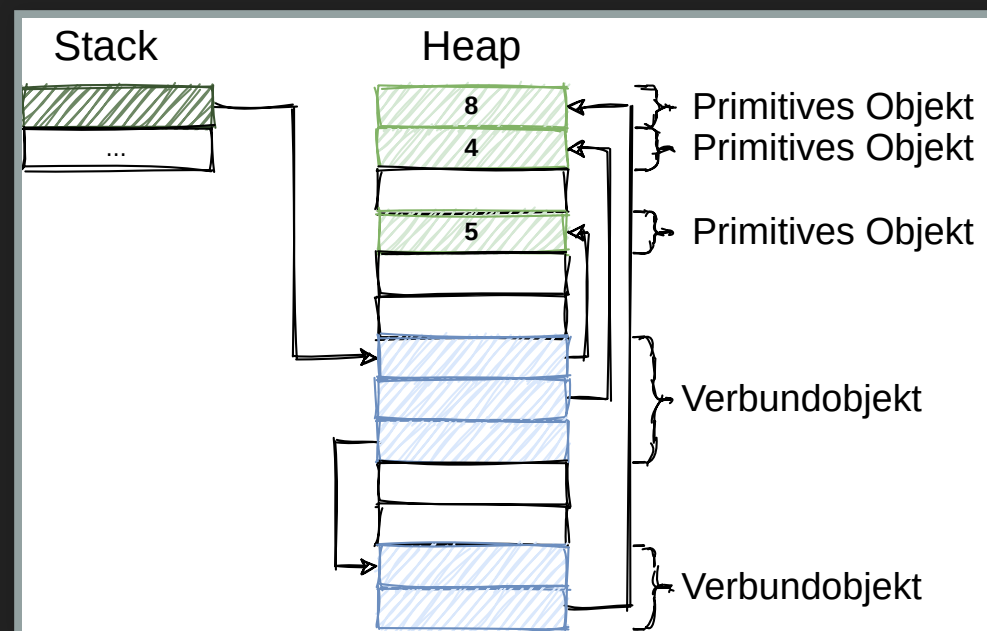 Stack
Heap
8
Primitives Objekt
...
4
Primitives Objekt
5
Primitives Objekt
Verbundobjekt
Verbundobjekt